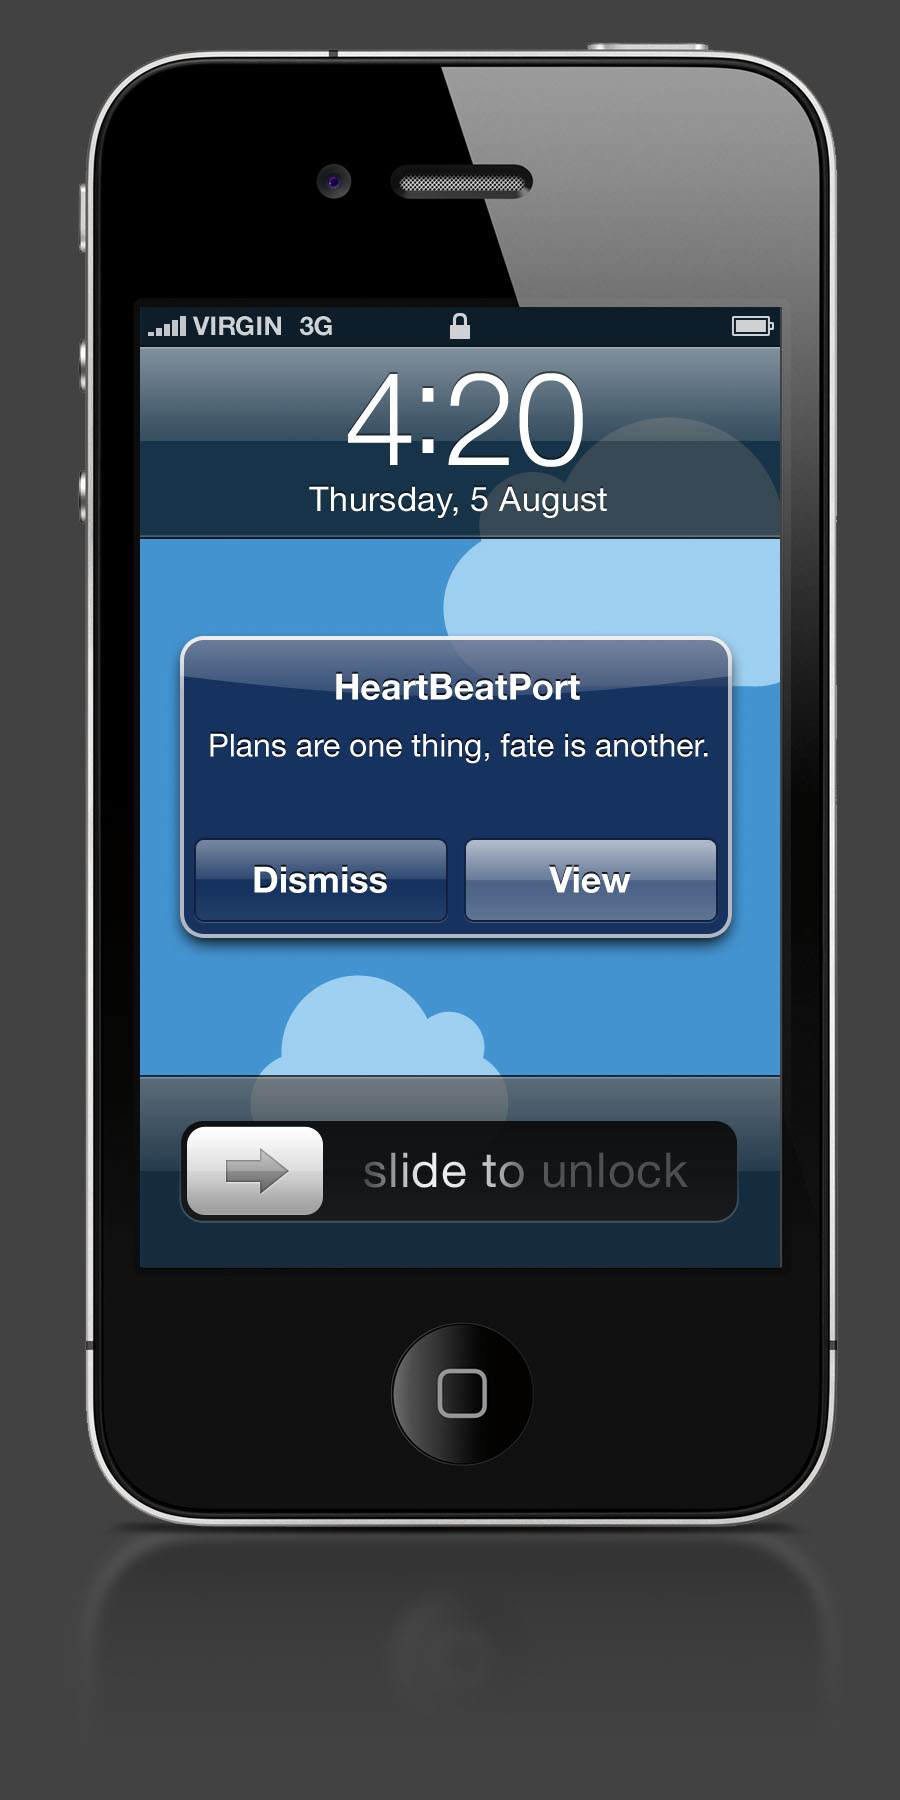 VIRGIN 3G
4:20
Thursday, 5 August
HeartBeatPort
Plans are one thing, fate is another.
Dismiss View
slide to unlock